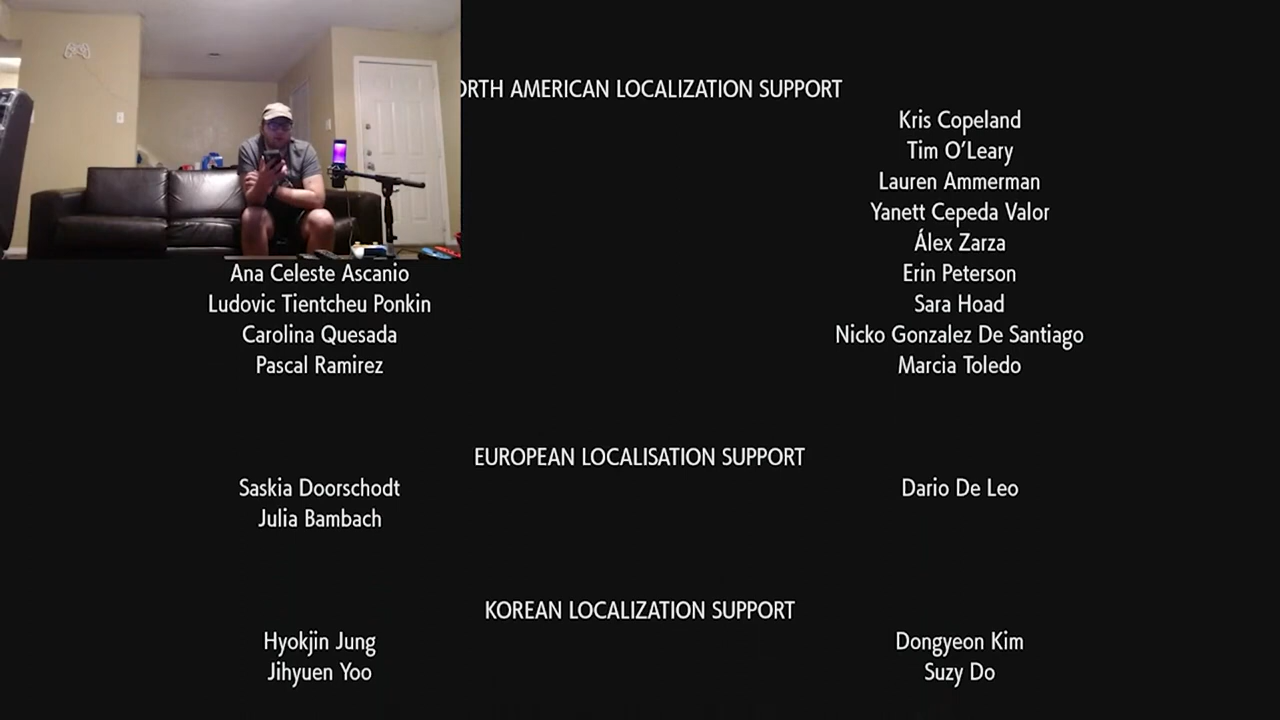 ORTH AMERICAN LOCALIZATION SUPPORT
Kris Copeland
Tim O'Leary
Lauren Ammerman
Yanett Cepeda Valor
Álex Zarza
Ana Celeste Ascanio
Erin Peterson
Ludovic Tientcheu Ponkin
Sara Hoad
Carolina Quesada
Nicko Gonzalez De Santiago
Pascal Ramirez
Marcia Toledo
EUROPEAN LOCALISATION SUPPORT
Saskia Doorschodt
Dario De Leo
Julia Bambach
KOREAN LOCALIZATION SUPPORT
Hyokjin Jung
Dongyeon Kim
Jihyuen Yoo
Suzy Do